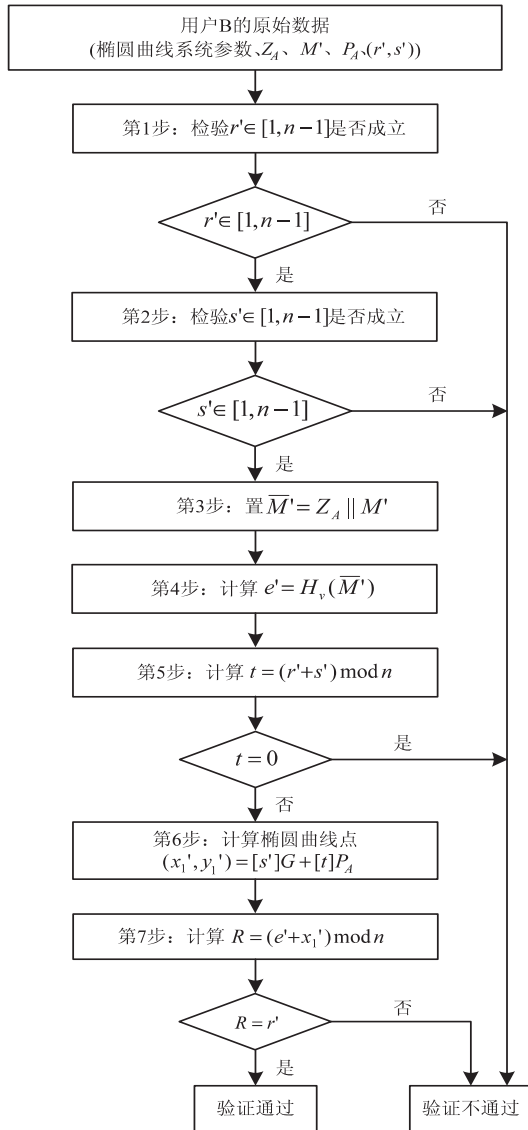 用户B的原始数据
(椭圆曲线系统参数、Z_A、M'、P_A、(r',s'))
第1步：检验r'∈[1,n−1]是否成立
r'∈[1,n−1]
否
是
第2步：检验s'∈[1,n−1]是否成立
s'∈[1,n−1]
否
是
第3步：置M̅'=Z_A || M'
第4步：计算 e'=H_v(M̅')
第5步：计算 t=(r'+s')mod n
t=0
是
否
第6步：计算椭圆曲线点
(x₁',y₁')=[s']G+[t]P_A
第7步：计算 R=(e'+x₁')mod n
R=r'
否
是
验证通过
验证不通过